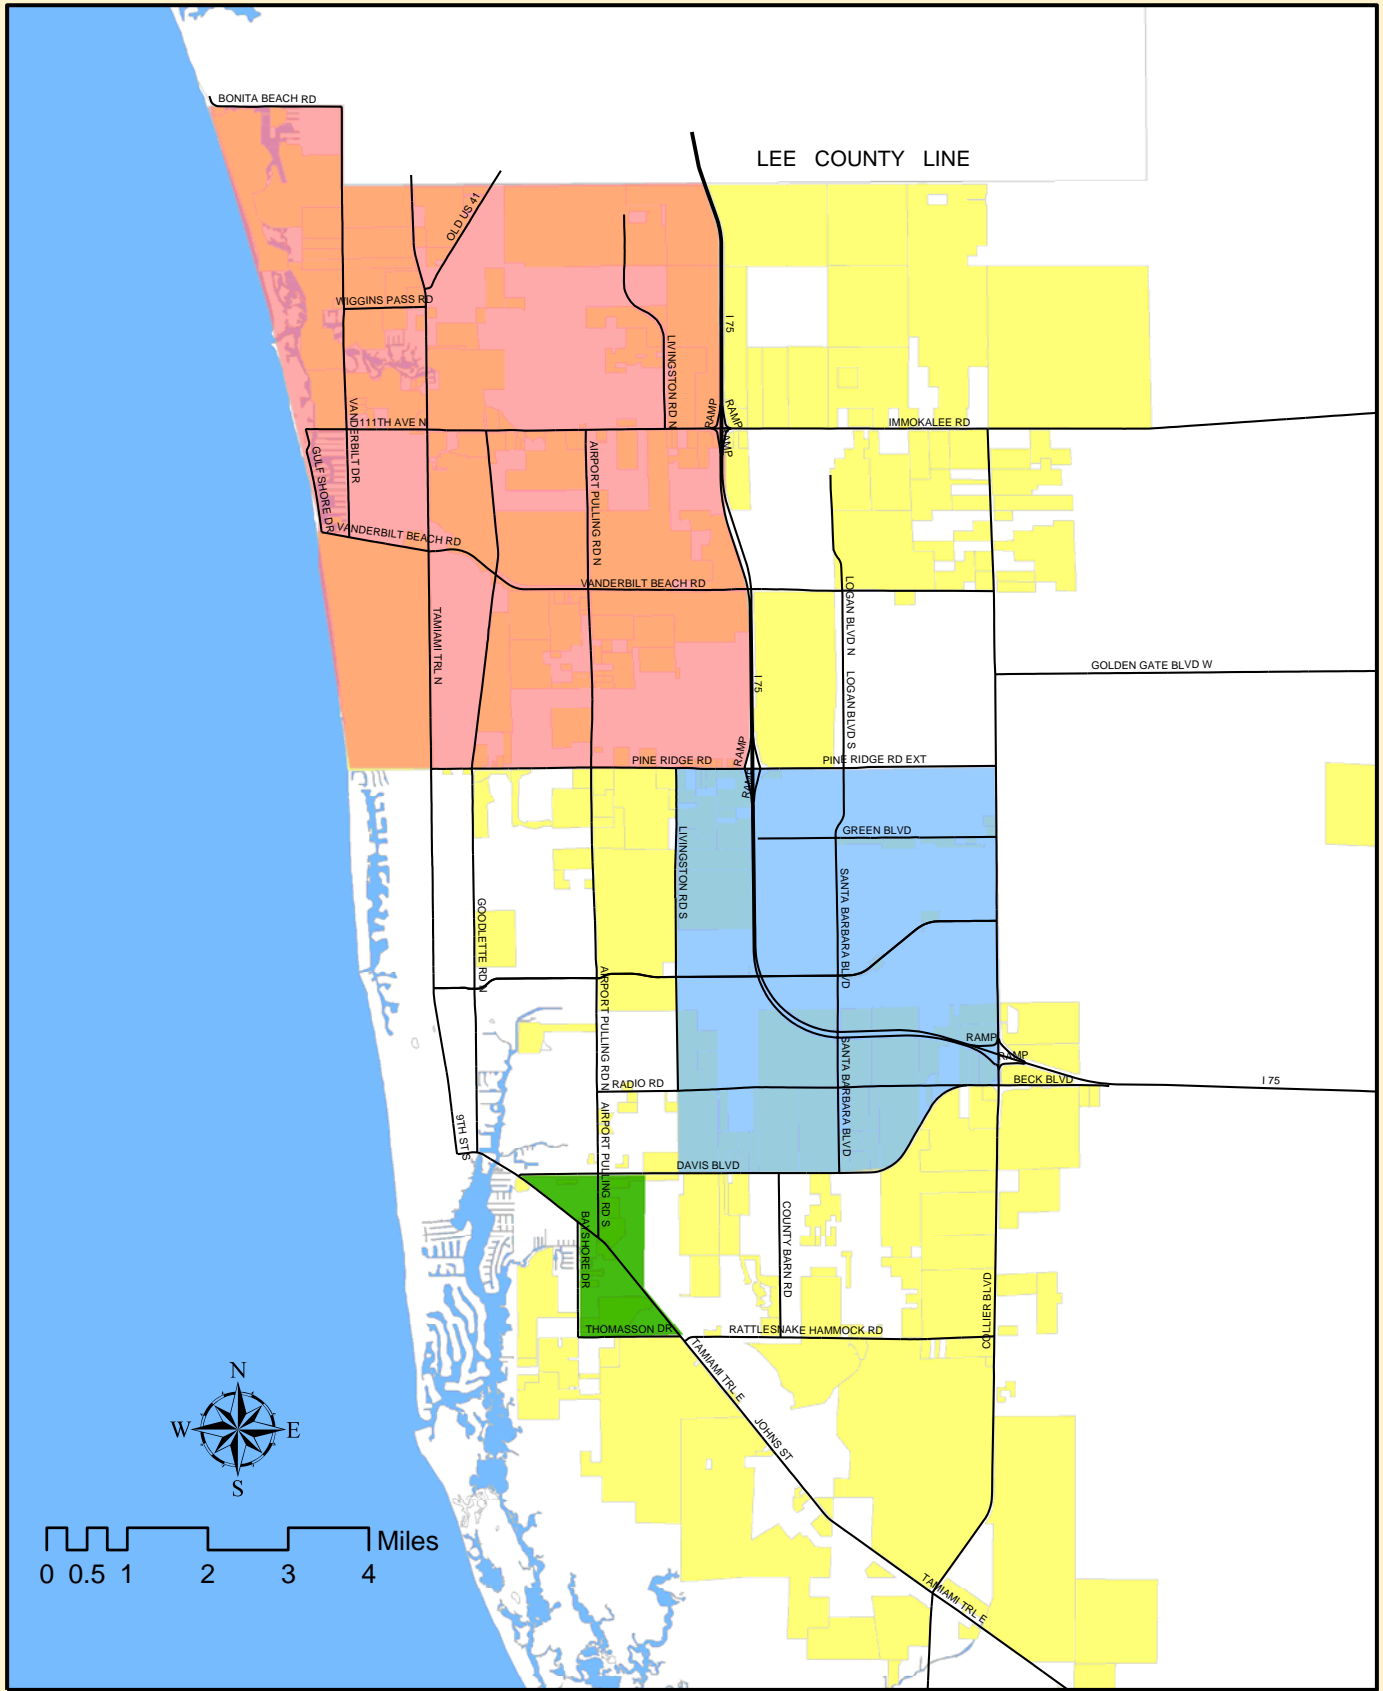 BONITA BEACH RD
LEE COUNTY LINE
OLD US 41
WIGGINS PASS RD
I 75
LIVINGSTON RD N
VANDERBILT DR
RAMP
RAMP
RAMP
111TH AVE N
IMMOKALEE RD
GULF SHORE DR
AIRPORT PULLING RD N
VANDERBILT BEACH RD
VANDERBILT BEACH RD
LOGAN BLVD N
TAMIAMI TRL N
GOLDEN GATE BLVD W
I 75
LOGAN BLVD S
RAMP
PINE RIDGE RD
PINE RIDGE RD EXT
RAMP
LIVINGSTON RD S
GREEN BLVD
SANTA BARBARA BLVD
GOODLETTE RD N
AIRPORT PULLING RD N
SANTA BARBARA BLVD
RAMP
RAMP
RADIO RD
BECK BLVD
I 75
9TH ST S
AIRPORT PULLING RD S
DAVIS BLVD
BAYSHORE DR
COUNTY BARN RD
COLLIER BLVD
THOMASSON DR
RATTLESNAKE HAMMOCK RD
TAMIAMI TRL E
JOHNS ST
N
W E
S
Miles
0 0.5 1 2 3 4
TAMIAMI TRL E